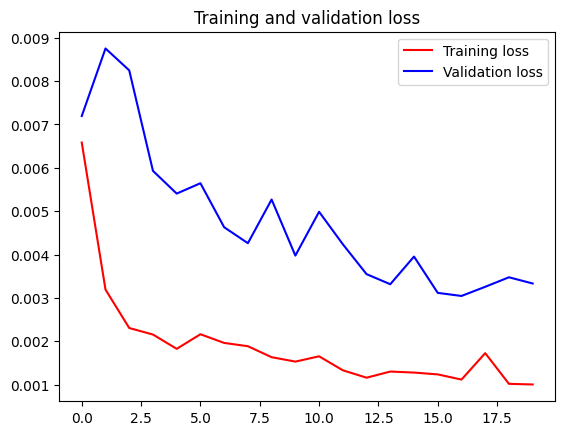 Training and validation loss
Training loss
Validation loss
0.009
0.008
0.007
0.006
0.005
0.004
0.003
0.002
0.001
0.0 2.5 5.0 7.5 10.0 12.5 15.0 17.5